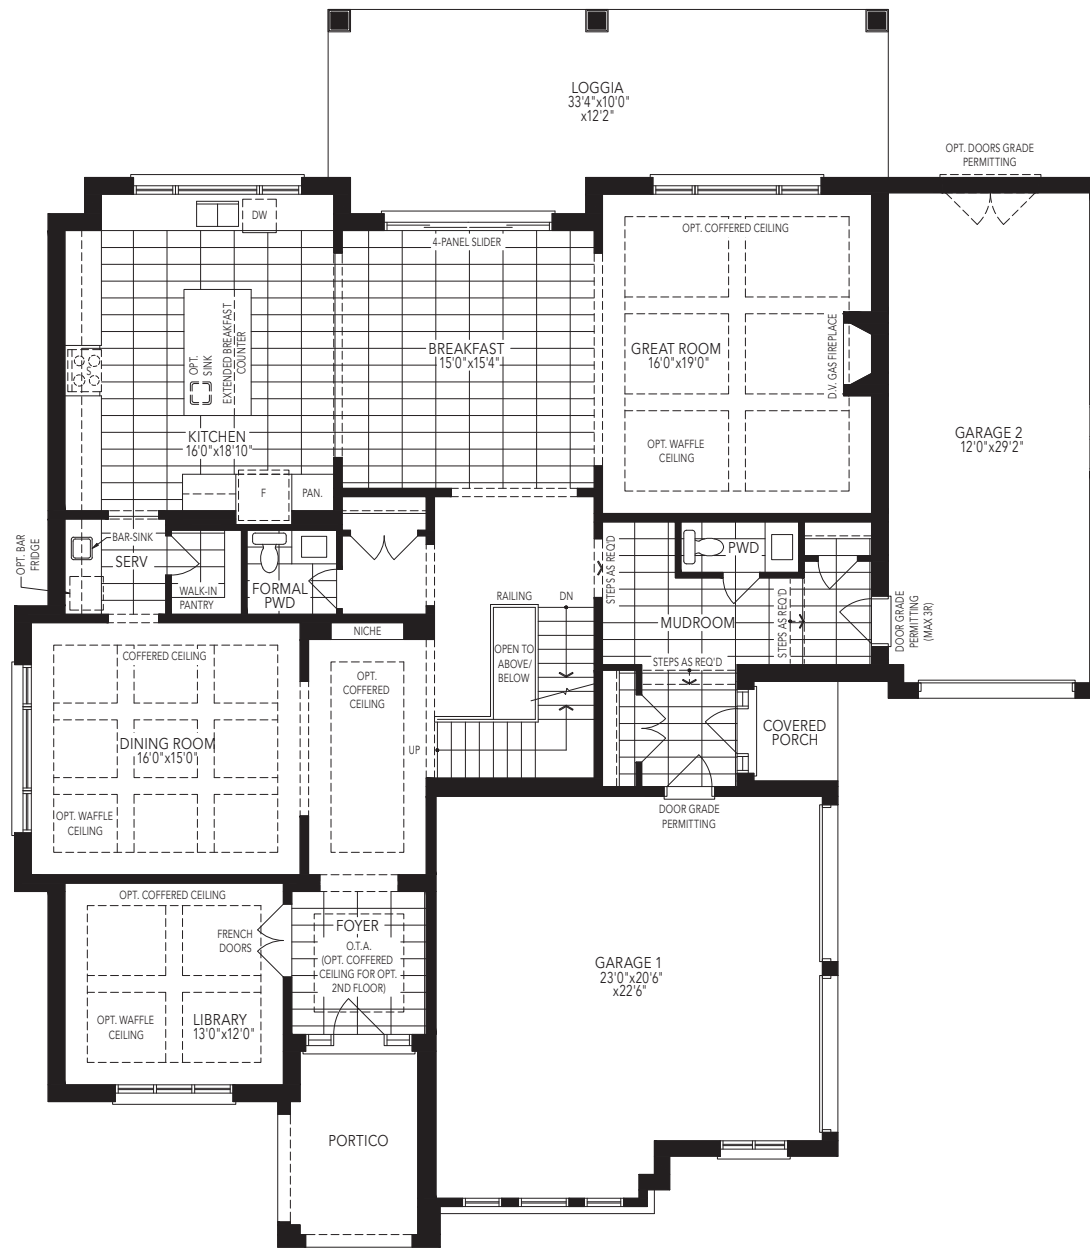 LOGGIA
33'4"x10'0"
x12'2"
OPT. DOORS GRADE
PERMITTING
DW
4-PANEL SLIDER
OPT. COFFERED CEILING
OPT.
SINK
EXTENDED BREAKFAST
COUNTER
S
BREAKFAST
15'0"x15'4"
GREAT ROOM
16'0"x19'0"
D.V. GAS FIREPLACE
KITCHEN
16'0"x18'10"
OPT. WAFFLE
CEILING
GARAGE 2
12'0"x29'2"
F
PAN.
OPT. BAR
FRIDGE
BAR-SINK
SERV
WALK-IN
PANTRY
FORMAL
PWD
STEPS AS REQ'D
PWD
RAILING
DN
MUDROOM
STEPS AS REQ'D
DOOR GRADE
PERMITTING
(MAX 3R)
NICHE
COFFERED CEILING
OPT.
COFFERED
CEILING
OPEN TO
ABOVE/
BELOW
STEPS AS REQ'D
DINING ROOM
16'0"x15'0"
UP
COVERED
PORCH
OPT. WAFFLE
CEILING
DOOR GRADE
PERMITTING
OPT. COFFERED CEILING
FRENCH
DOORS
FOYER
O.T.A.
(OPT. COFFERED
CEILING FOR OPT.
2ND FLOOR)
GARAGE 1
23'0"x20'6"
x22'6"
OPT. WAFFLE
CEILING
LIBRARY
13'0"x12'0"
PORTICO